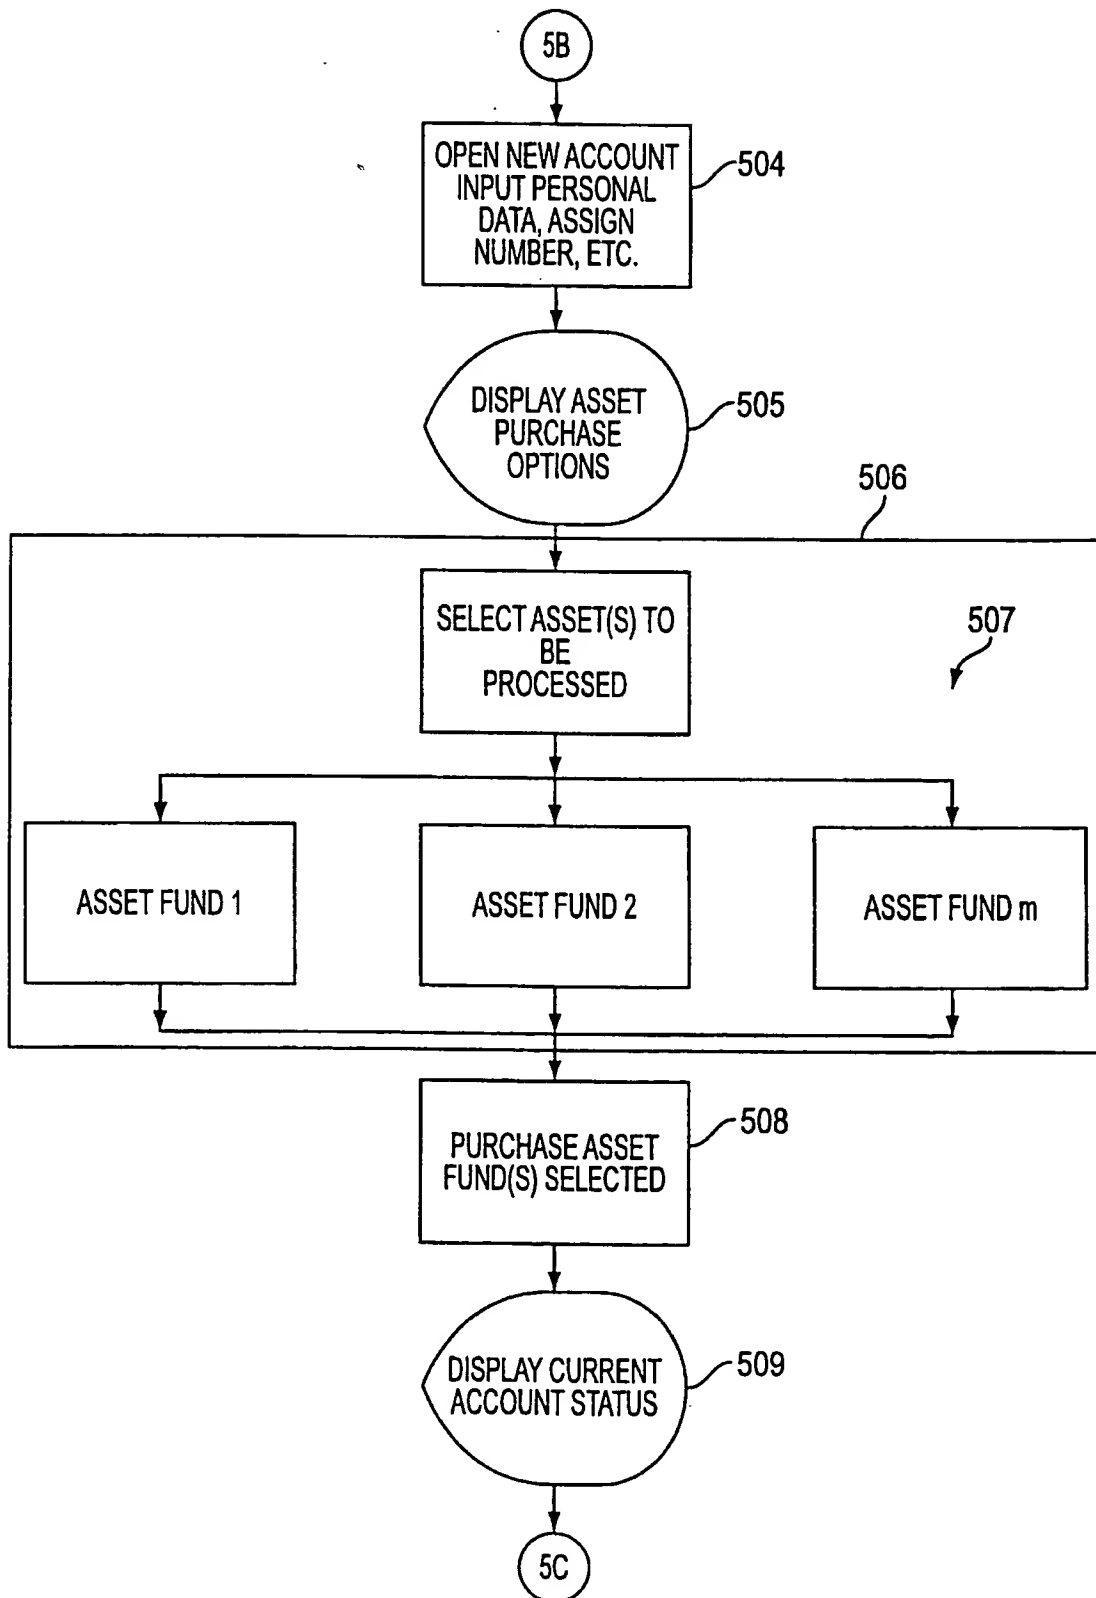 5B
OPEN NEW ACCOUNT
INPUT PERSONAL
DATA, ASSIGN
NUMBER, ETC.
504
DISPLAY ASSET
PURCHASE
OPTIONS
505
506
SELECT ASSET(S) TO
BE
PROCESSED
507
ASSET FUND 1
ASSET FUND 2
ASSET FUND m
PURCHASE ASSET
FUND(S) SELECTED
508
DISPLAY CURRENT
ACCOUNT STATUS
509
5C